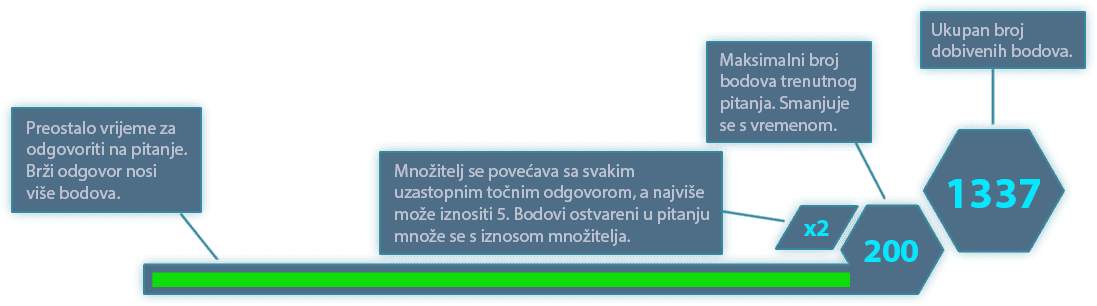 Preostalo vrijeme za
odgovoriti na pitanje.
Brži odgovor nosi
više bodova.
Množitelj se povećava sa svakim
uzastopnim točnim odgovorom, a najviše
može iznositi 5. Bodovi ostvareni u pitanju
množe se s iznosom množitelja.
Maksimalni broj
bodova trenutnog
pitanja. Smanjuje
se s vremenom.
Ukupan broj
dobivenih bodova.
x2
200
1337